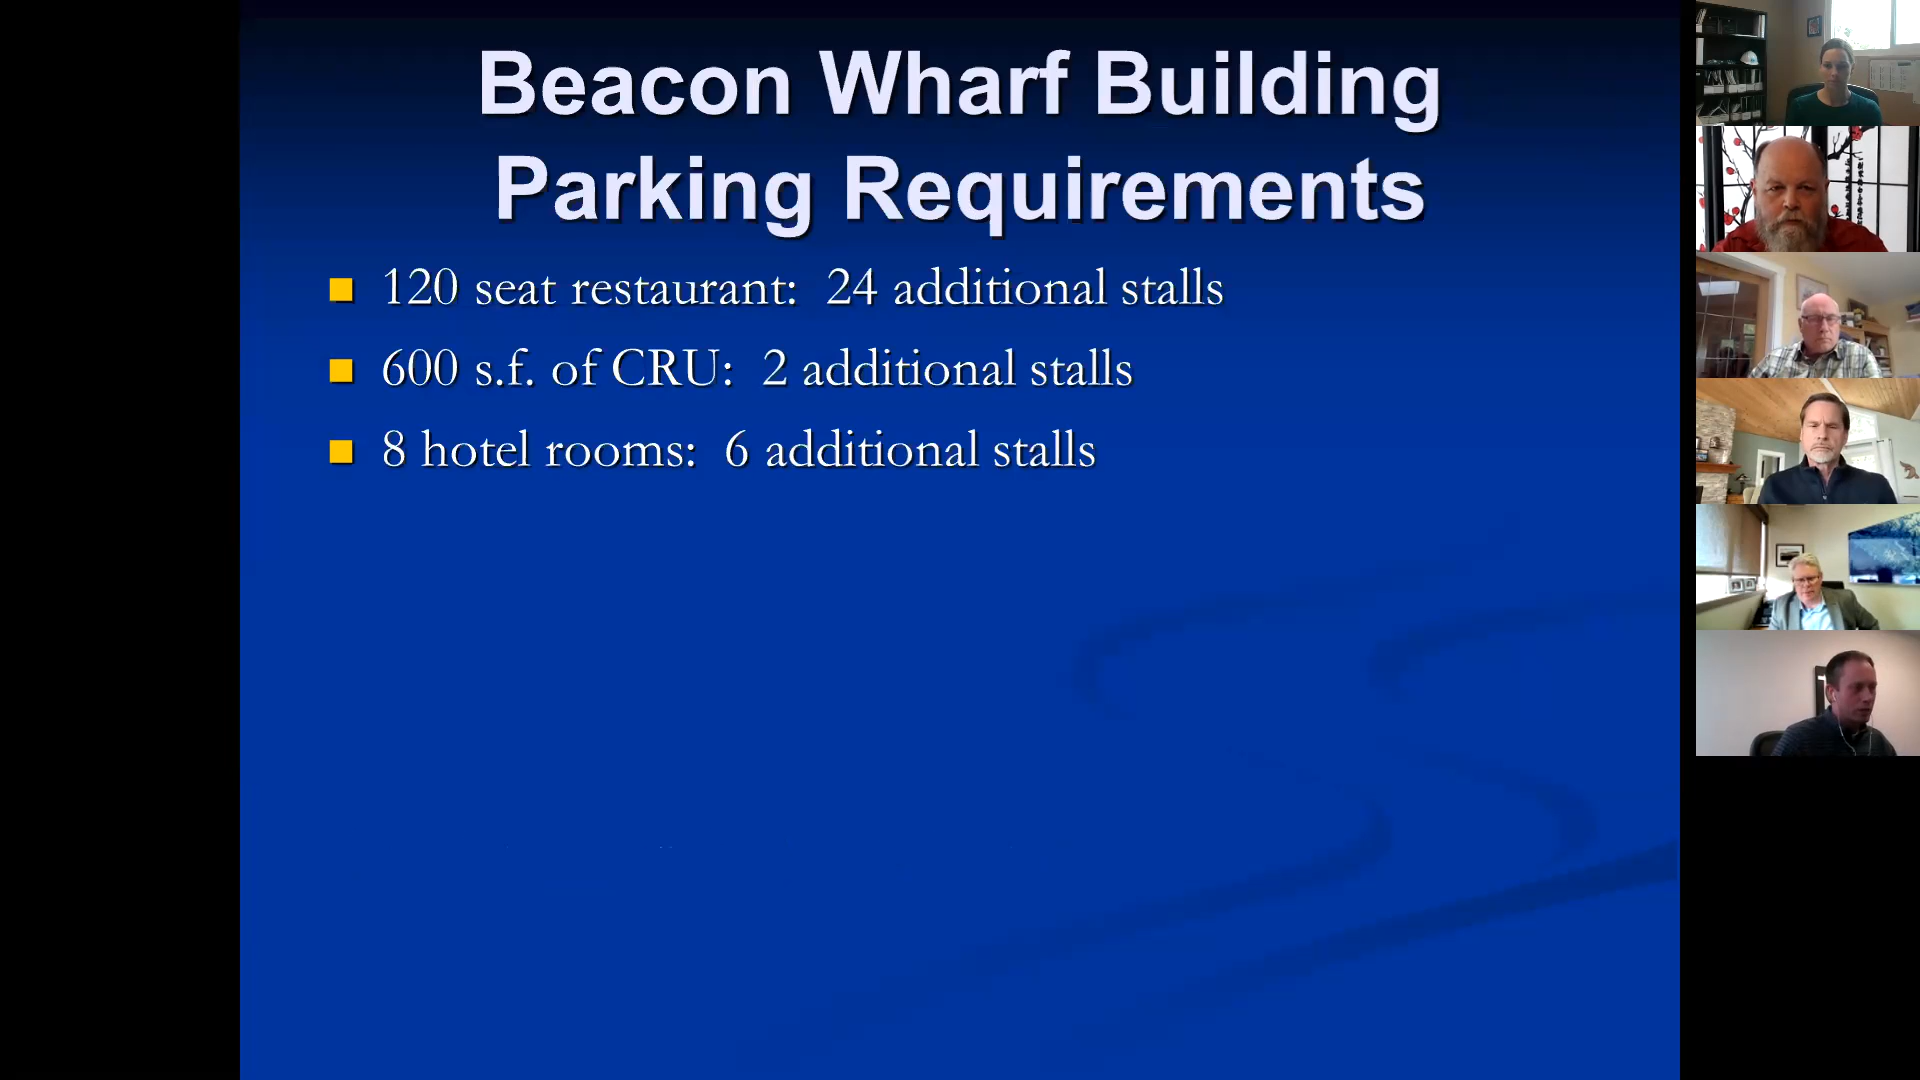 Beacon Wharf Building
Parking Requirements
120 seat restaurant: 24 additional stalls
600 s.f. of CRU: 2 additional stalls
8 hotel rooms: 6 additional stalls